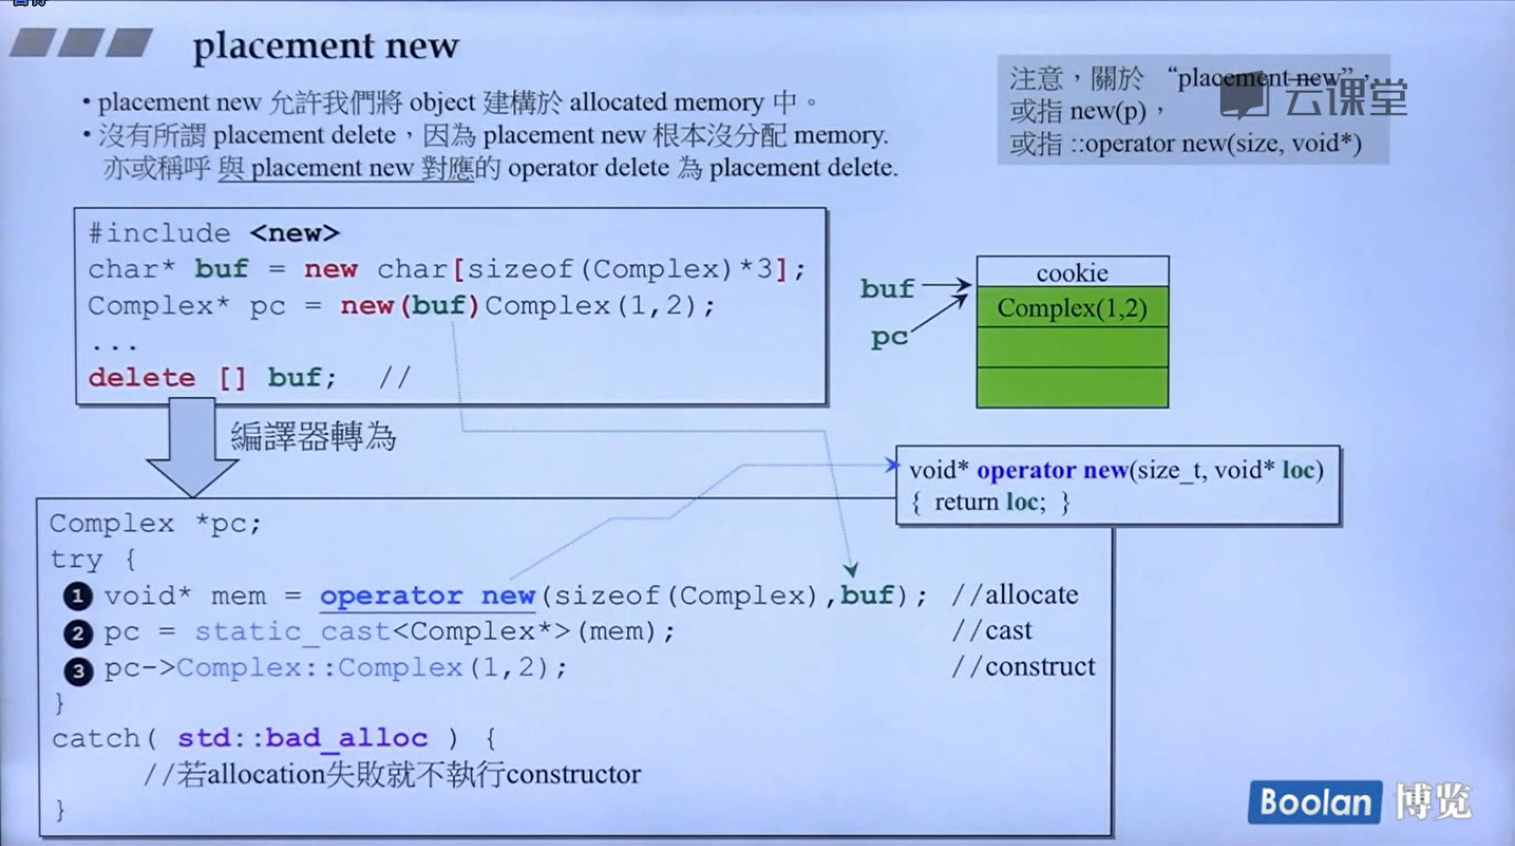 placement new
• placement new 允許我們將 object 建構於 allocated memory 中。
• 沒有所謂 placement delete，因為 placement new 根本沒分配 memory.
亦或稱呼 與 placement new 對應的 operator delete 為 placement delete.
注意，關於 “placement new”，
或指 new(p)，
或指 ::operator new(size, void*)
云课堂
#include <new>
char* buf = new char[sizeof(Complex)*3];
Complex* pc = new(buf)Complex(1,2);
...
delete [] buf; //
buf
pc
cookie
Complex(1,2)
編譯器轉為
void* operator new(size_t, void* loc)
{ return loc; }
Complex *pc;
try {
1 void* mem = operator new(sizeof(Complex),buf); //allocate
2 pc = static_cast<Complex*>(mem); //cast
3 pc->Complex::Complex(1,2); //construct
}
catch( std::bad_alloc ) {
//若allocation失敗就不執行constructor
}
Boolan 博览